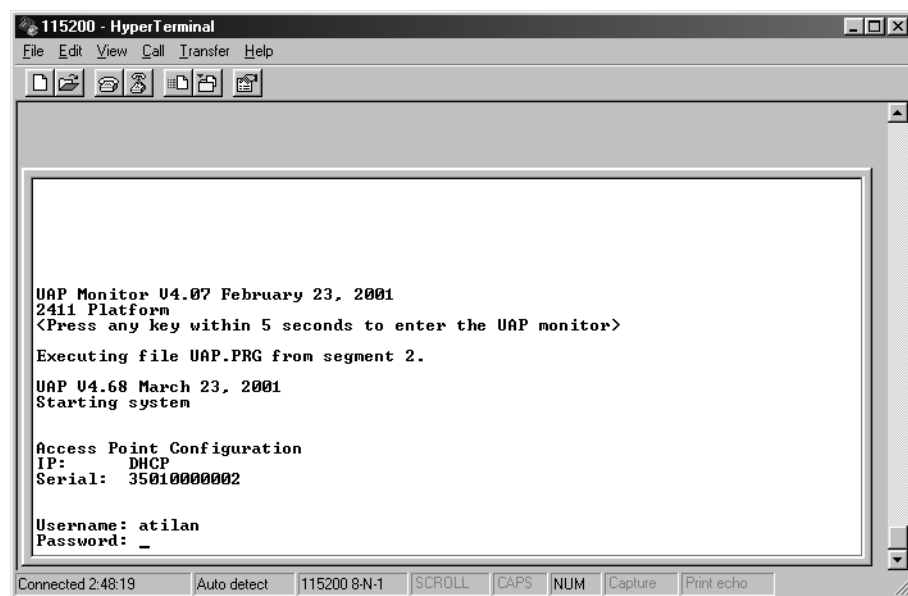 115200 - HyperTerminal
File Edit View Call Transfer Help
UAP Monitor V4.07 February 23, 2001
2411 Platform
<Press any key within 5 seconds to enter the UAP monitor>
Executing file UAP.PRG from segment 2.
UAP V4.68 March 23, 2001
Starting system
Access Point Configuration
IP: DHCP
Serial: 35010000002
Username: atilan
Password: _
Connected 2:48:19 Auto detect 115200 8-N-1 SCROLL CAPS NUM Capture Print echo